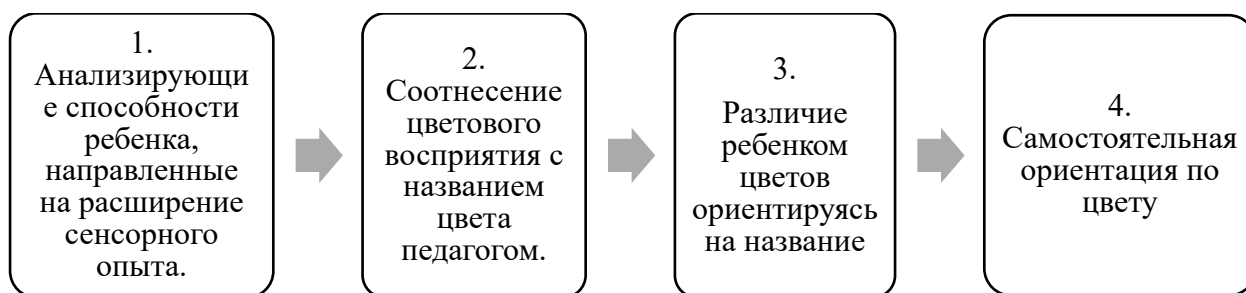 1.
Анализирующи
е способности
ребенка,
направленные
на расширение
сенсорного
опыта.
2.
Соотнесение
цветового
восприятия с
названием
цвета
педагогом.
3.
Различие
ребенком
цветов
ориентируясь
на название
4.
Самостоятельная
ориентация по
цвету